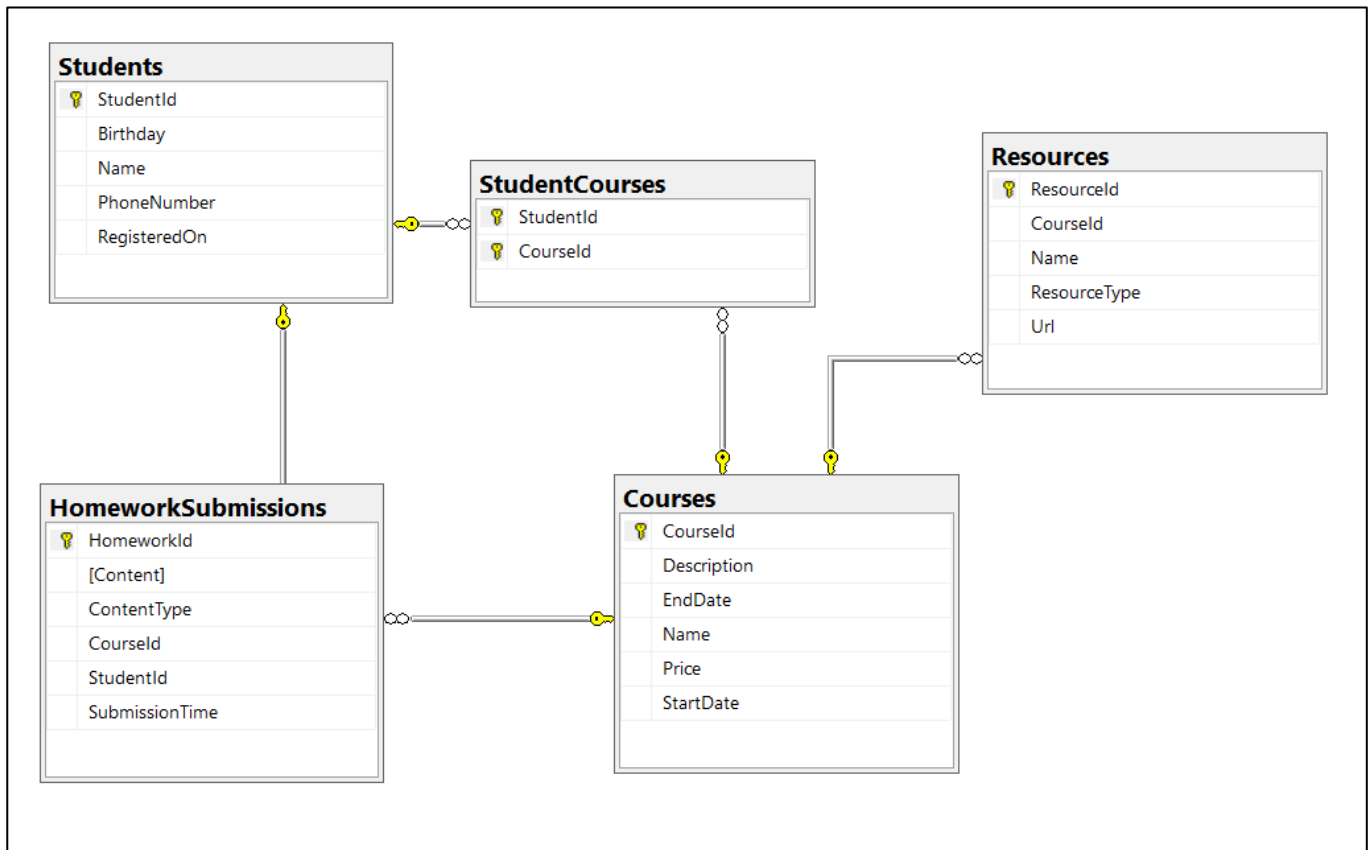 Students
StudentId
Birthday
Name
PhoneNumber
RegisteredOn
StudentCourses
StudentId
CourseId
Resources
ResourceId
CourseId
Name
ResourceType
Url
HomeworkSubmissions
HomeworkId
[Content]
ContentType
CourseId
StudentId
SubmissionTime
Courses
CourseId
Description
EndDate
Name
Price
StartDate